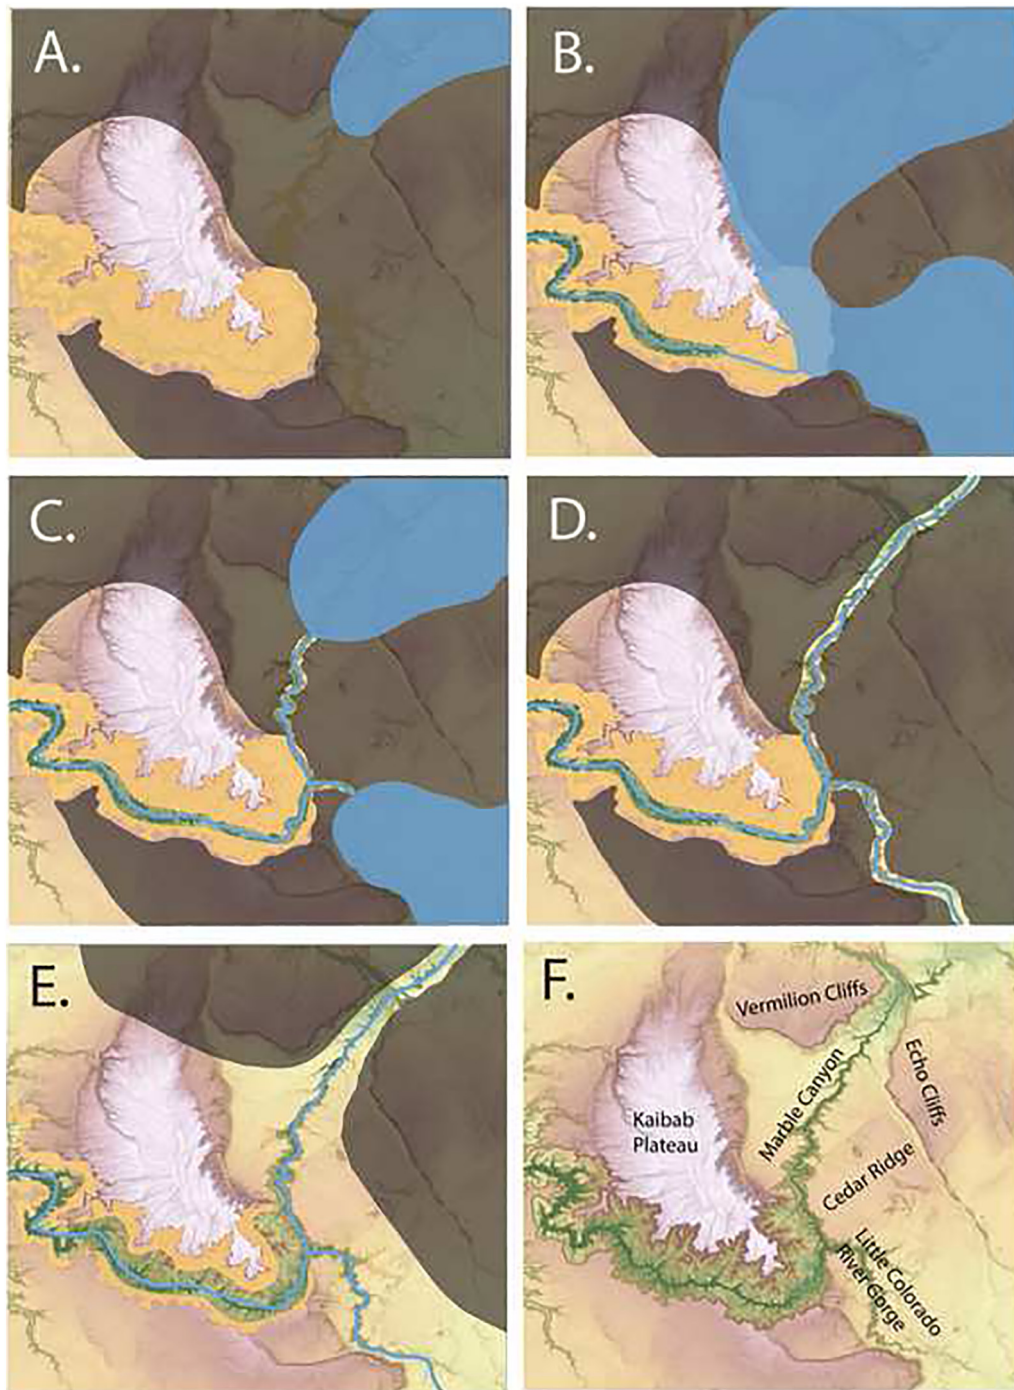 A.
B.
C.
D.
E.
F.
Vermilion Cliffs
Echo Cliffs
Marble Canyon
Kaibab
Plateau
Cedar Ridge
Little Colorado
River Gorge